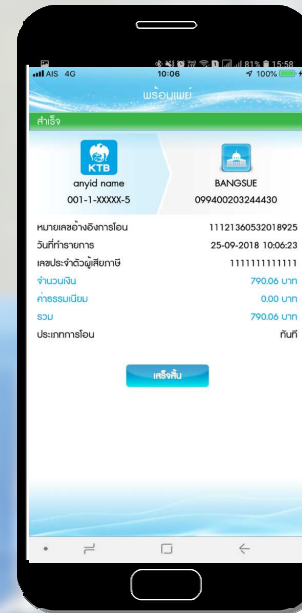 81% 15:58
AIS 4G 10:06 100%
พร้อมเพย์
สำเร็จ
KTB
anyid name BANGSUE
001-1-XXXXX-5 099400203244430
หมายเลขอ้างอิงการโอน 11121360532018925
วันที่ทำรายการ 25-09-2018 10:06:23
เลขประจำตัวผู้เสียภาษี 1111111111111
จำนวนเงิน 790.06 บาท
ค่าธรรมเนียม 0.00 บาท
รวม 790.06 บาท
ประเภทการโอน ทันที
เสร็จสิ้น